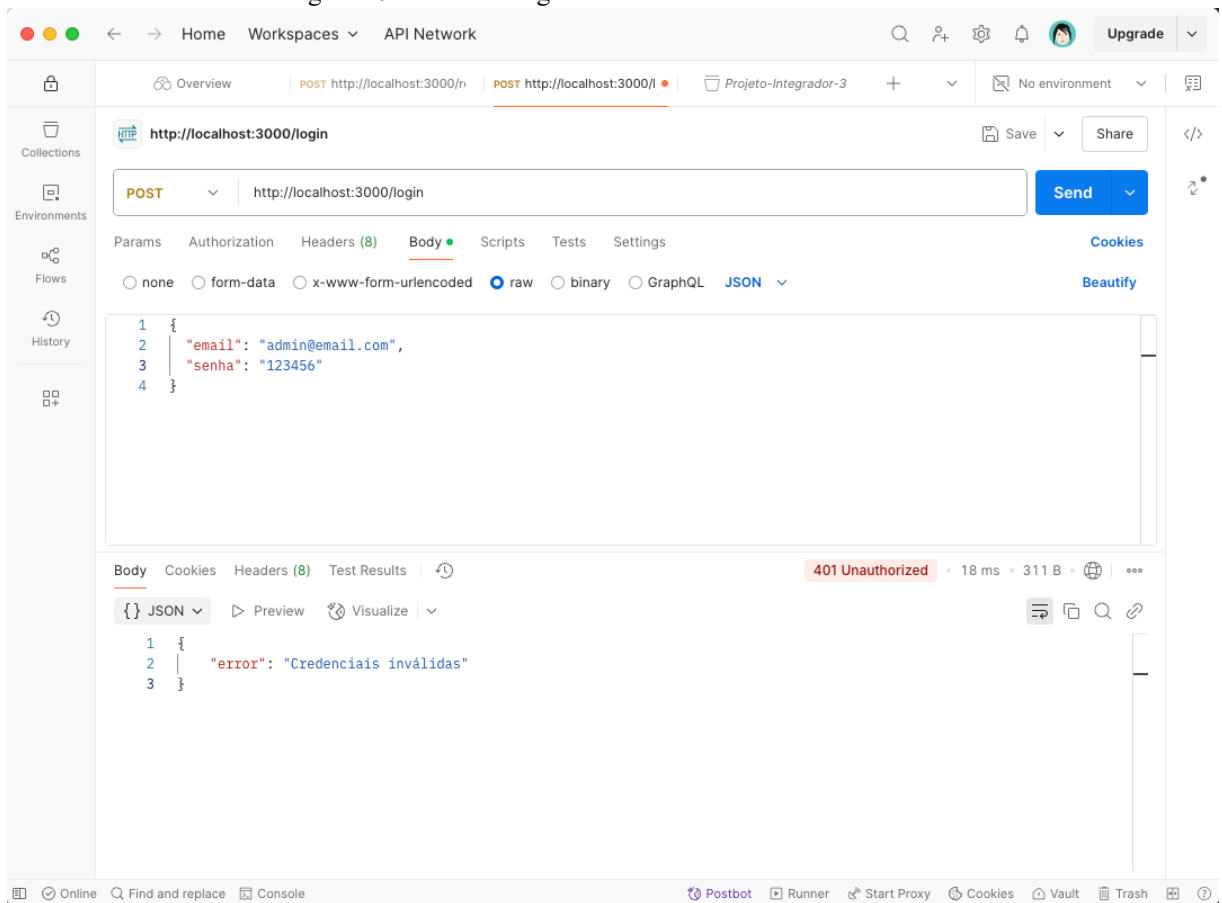 Home Workspaces API Network Upgrade
Overview POST http://localhost:3000/r POST http://localhost:3000/l Projeto-Integrador-3 No environment
HTTP http://localhost:3000/login Save Share
Collections
POST http://localhost:3000/login Send
Environments
Params Authorization Headers (8) Body Scripts Tests Settings Cookies
Flows
none form-data x-www-form-urlencoded raw binary GraphQL JSON Beautify
History
1 {
2 "email": "admin@email.com",
3 "senha": "123456"
4 }
Body Cookies Headers (8) Test Results 401 Unauthorized 18 ms 311 B
{} JSON Preview Visualize
1 {
2 "error": "Credenciais inválidas"
3 }
Online Find and replace Console Postbot Runner Start Proxy Cookies Vault Trash